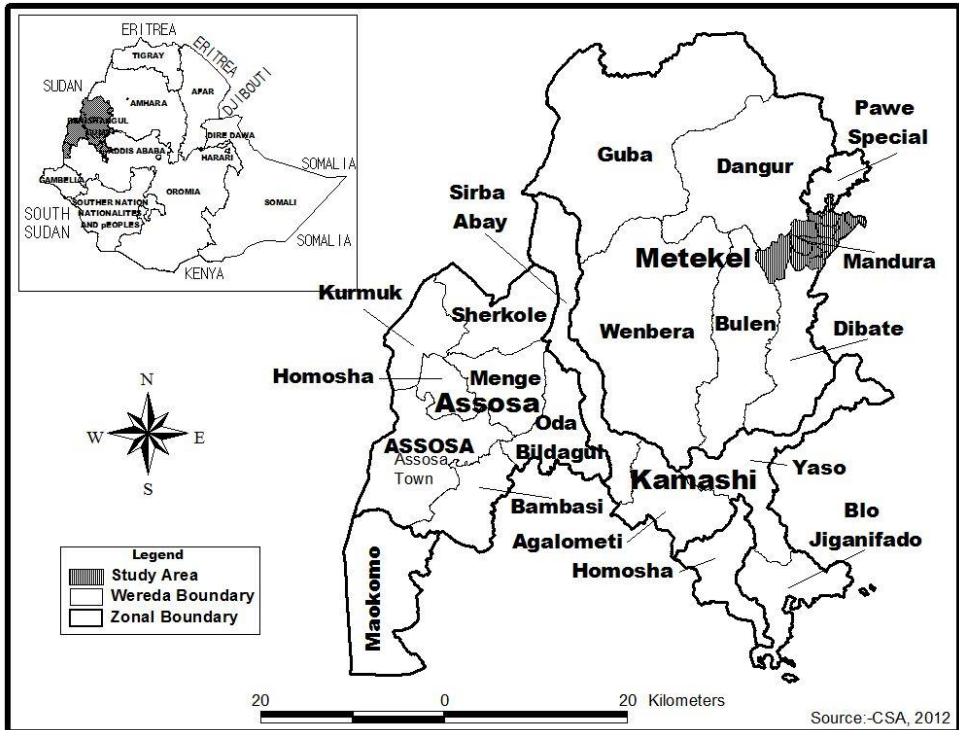 ERITREA
TIGRAY
ERITREA
SUDAN
AFAR
DJIBOUTI
AMHARA
DIRE DAWA
ADDIS ABABA
HARARI
SOMALIA
GAMBELLA
OROMIA
SOUTHER NATION
NATIONALITES
AND pEOPLES
SOMALI
SOUTH
SUDAN
SOMALIA
KENYA
Pawe
Special
Guba
Dangur
Sirba
Abay
Metekel
Mandura
Kurmuk
Sherkole
Wenbera
Bulen
Dibate
Homosha
Menge
Assosa
Oda
Bildagul
ASSOSA
Assosa
Town
Kamashi
Yaso
Bambasi
Blo
Jiganifado
Agalometi
Homosha
Maokomo
N
W
E
S
Legend
Study Area
Wereda Boundary
Zonal Boundary
20 0 20 Kilometers
Source:-CSA, 2012